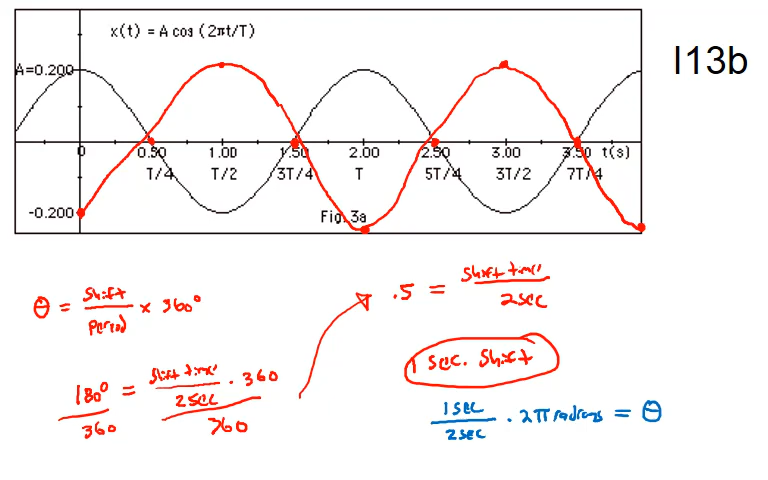 x(t) = A cos (2πt/T)
I13b
A=0.200
0 0.50 1.00 1.50 2.00 2.50 3.00 3.50 t(s)
T/4 T/2 3T/4 T 5T/4 3T/2 7T/4
-0.200
Fig. 3a
θ = shift / period × 360°
.5 = shift time / 2sec
180° / 360 = shift time / 2sec · 360 / 360
1 sec. shift
1sec / 2sec · 2π radians = θ